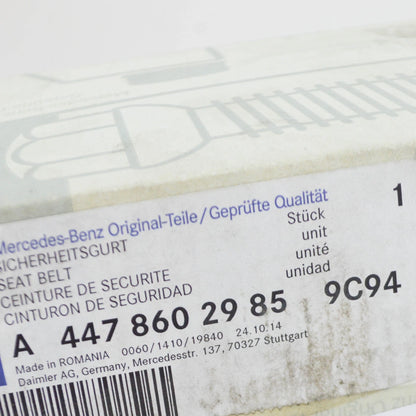 Mercedes-Benz Original-Teile/Geprüfte Qualität
SICHERHEITSGURT
SEAT BELT
CEINTURE DE SECURITE
CINTURON DE SEGURIDAD
Stück
unit
unité
unidad
1
A 447 860 29 85 9C94
Made in ROMANIA 0060/1410/19840 24.10.14
Daimler AG, Germany, Mercedesstr. 137, 70327 Stuttgart